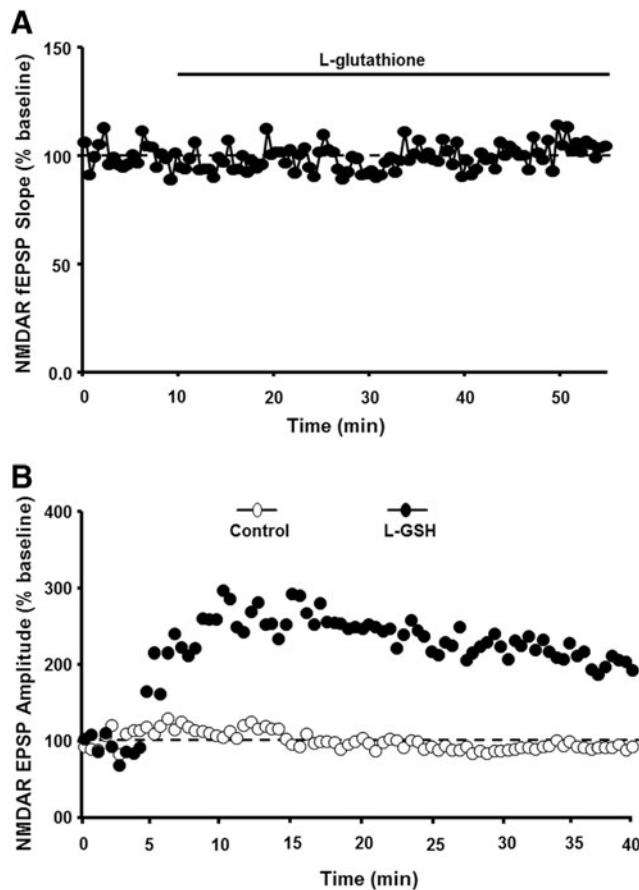 A
NMDAR fEPSP Slope (% baseline)
150
100
50
0.0
L-glutathione
0 10 20 30 40 50
Time (min)
B
NMDAR EPSP Amplitude (% baseline)
400
300
200
100
00
Control L-GSH
0 5 10 15 20 25 30 35 40
Time (min)